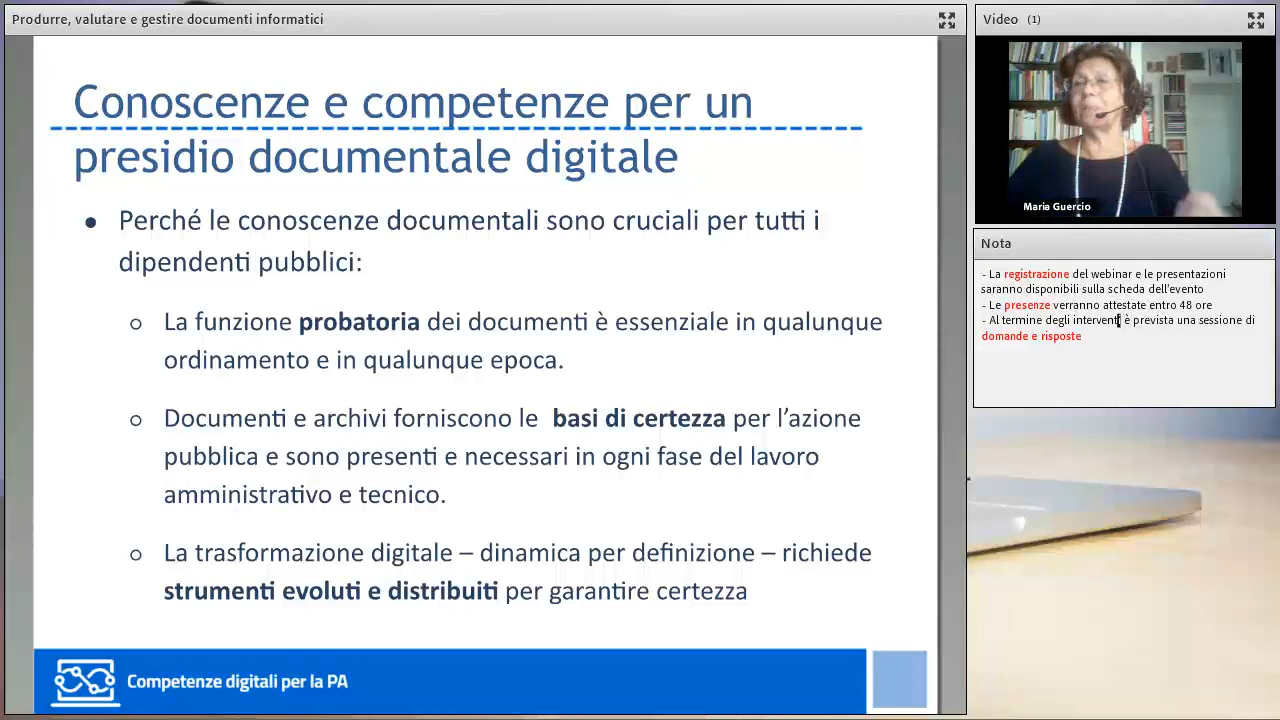 Produrre, valutare e gestire documenti informatici
Conoscenze e competenze per un
presidio documentale digitale
● Perché le conoscenze documentali sono cruciali per tutti i
dipendenti pubblici:
○ La funzione probatoria dei documenti è essenziale in qualunque
ordinamento e in qualunque epoca.
○ Documenti e archivi forniscono le basi di certezza per l'azione
pubblica e sono presenti e necessari in ogni fase del lavoro
amministrativo e tecnico.
○ La trasformazione digitale – dinamica per definizione – richiede
strumenti evoluti e distribuiti per garantire certezza
Competenze digitali per la PA
Video (1)
Maria Guercio
Nota
- La registrazione del webinar e le presentazioni
saranno disponibili sulla scheda dell'evento
- Le presenze verranno attestate entro 48 ore
- Al termine degli interventi è prevista una sessione di
domande e risposte